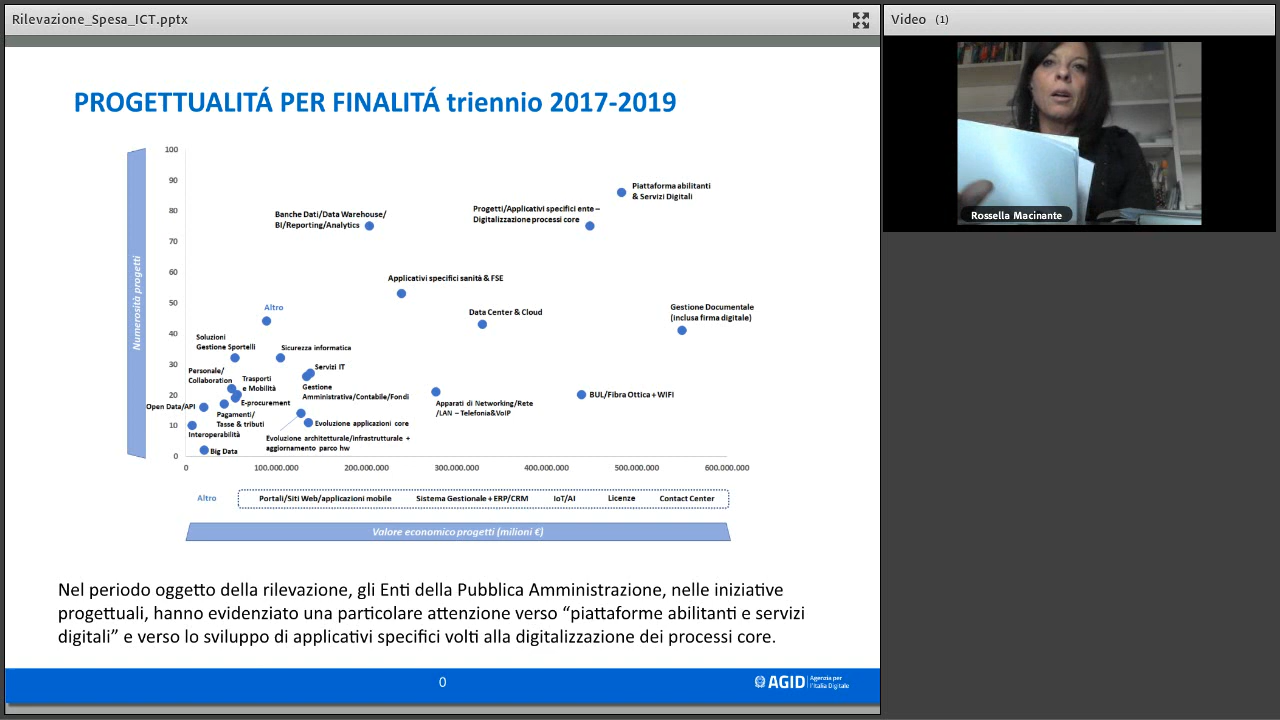 Rilevazione_Spesa_ICT.pptx
Video (1)
Rossella Macinante
PROGETTUALITÁ PER FINALITÁ triennio 2017-2019
Numerosità progetti
100
90
80
70
60
50
40
30
20
10
0
0
100.000.000
200.000.000
300.000.000
400.000.000
500.000.000
600.000.000
Piattaforma abilitanti
& Servizi Digitali
Progetti/Applicativi specifici ente –
Digitalizzazione processi core
Banche Dati/Data Warehouse/
BI/Reporting/Analytics
Applicativi specifici sanità & FSE
Altro
Data Center & Cloud
Gestione Documentale
(inclusa firma digitale)
Soluzioni
Gestione Sportelli
Sicurezza informatica
Servizi IT
Personale/
Collaboration
Trasporti
e Mobilità
Gestione
Amministrativa/Contabile/Fondi
Open Data/API
E-procurement
Apparati di Networking/Rete
/LAN – Telefonia&VoIP
BUL/Fibra Ottica + WIFI
Pagamenti/
Tasse & tributi
Evoluzione applicazioni core
Interoperabilità
Evoluzione architetturale/infrastrutturale +
aggiornamento parco hw
Big Data
Altro
Portali/Siti Web/applicazioni mobile
Sistema Gestionale + ERP/CRM
IoT/AI
Licenze
Contact Center
Valore economico progetti (milioni €)
Nel periodo oggetto della rilevazione, gli Enti della Pubblica Amministrazione, nelle iniziative
progettuali, hanno evidenziato una particolare attenzione verso “piattaforme abilitanti e servizi
digitali” e verso lo sviluppo di applicativi specifici volti alla digitalizzazione dei processi core.
0
AGID
Agenzia per
l'Italia Digitale